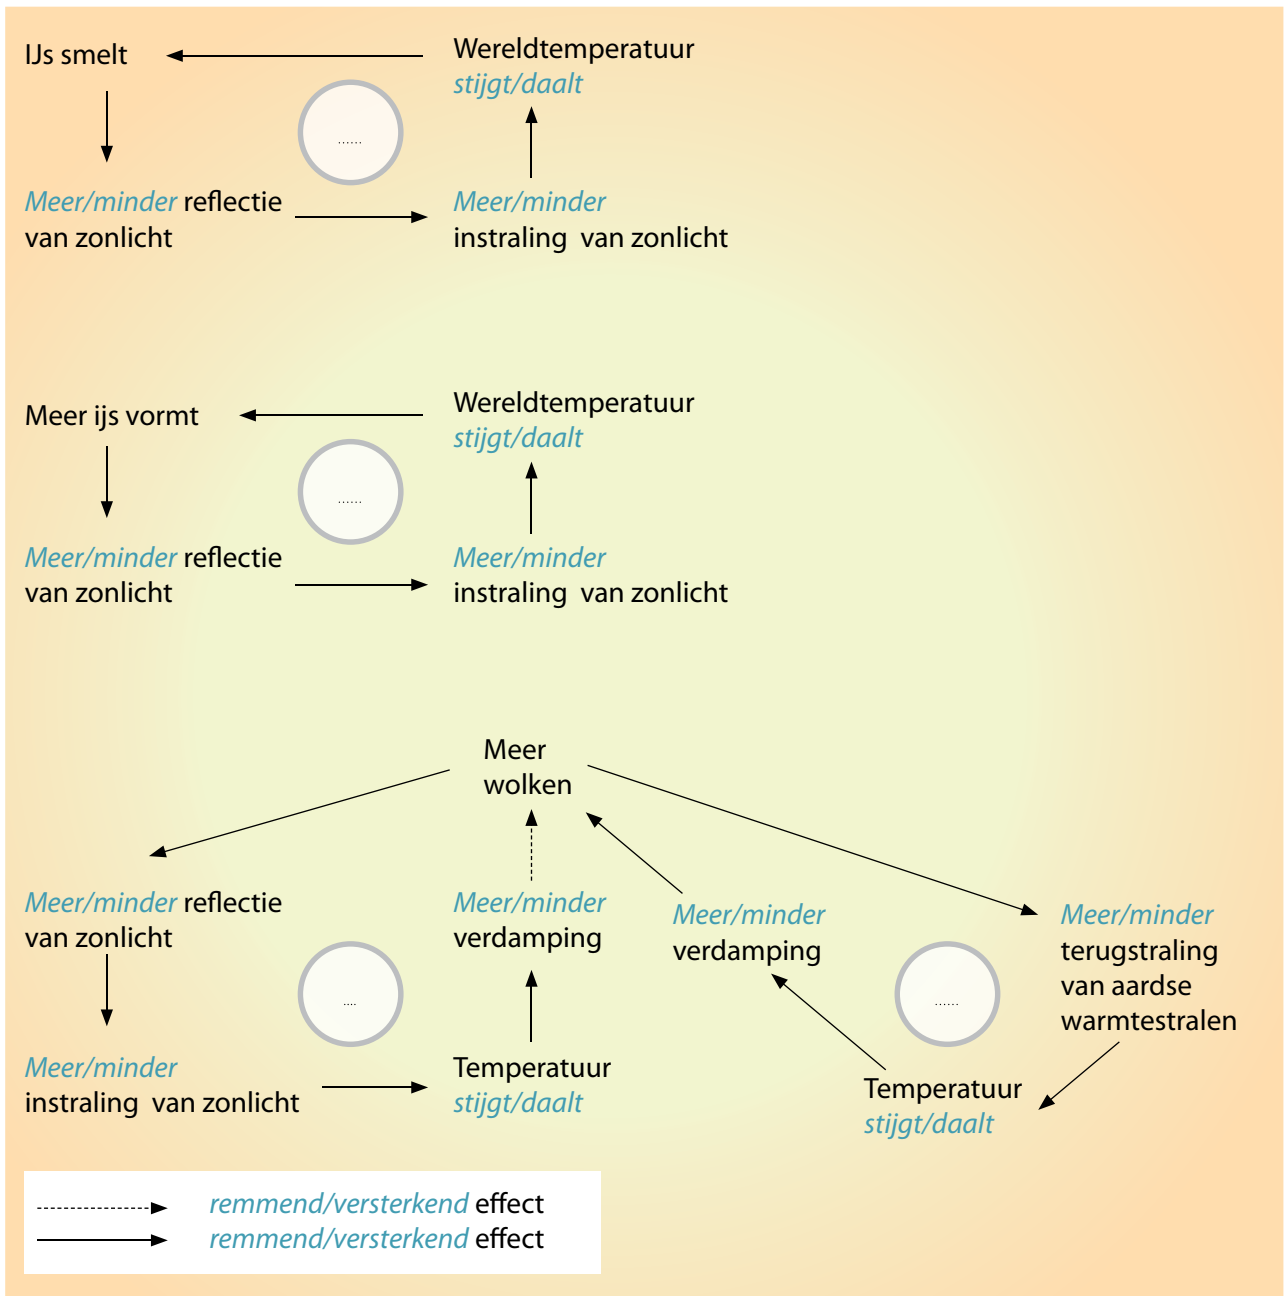 IJs smelt
Wereldtemperatuur
stijgt/daalt
......
Meer/minder reflectie
van zonlicht
Meer/minder
instraling van zonlicht
Meer ijs vormt
Wereldtemperatuur
stijgt/daalt
......
Meer/minder reflectie
van zonlicht
Meer/minder
instraling van zonlicht
Meer
wolken
Meer/minder reflectie
van zonlicht
Meer/minder
verdamping
Meer/minder
verdamping
Meer/minder
terugstraling
van aardse
warmtestralen
....
......
Meer/minder
instraling van zonlicht
Temperatuur
stijgt/daalt
Temperatuur
stijgt/daalt
remmend/versterkend effect
remmend/versterkend effect